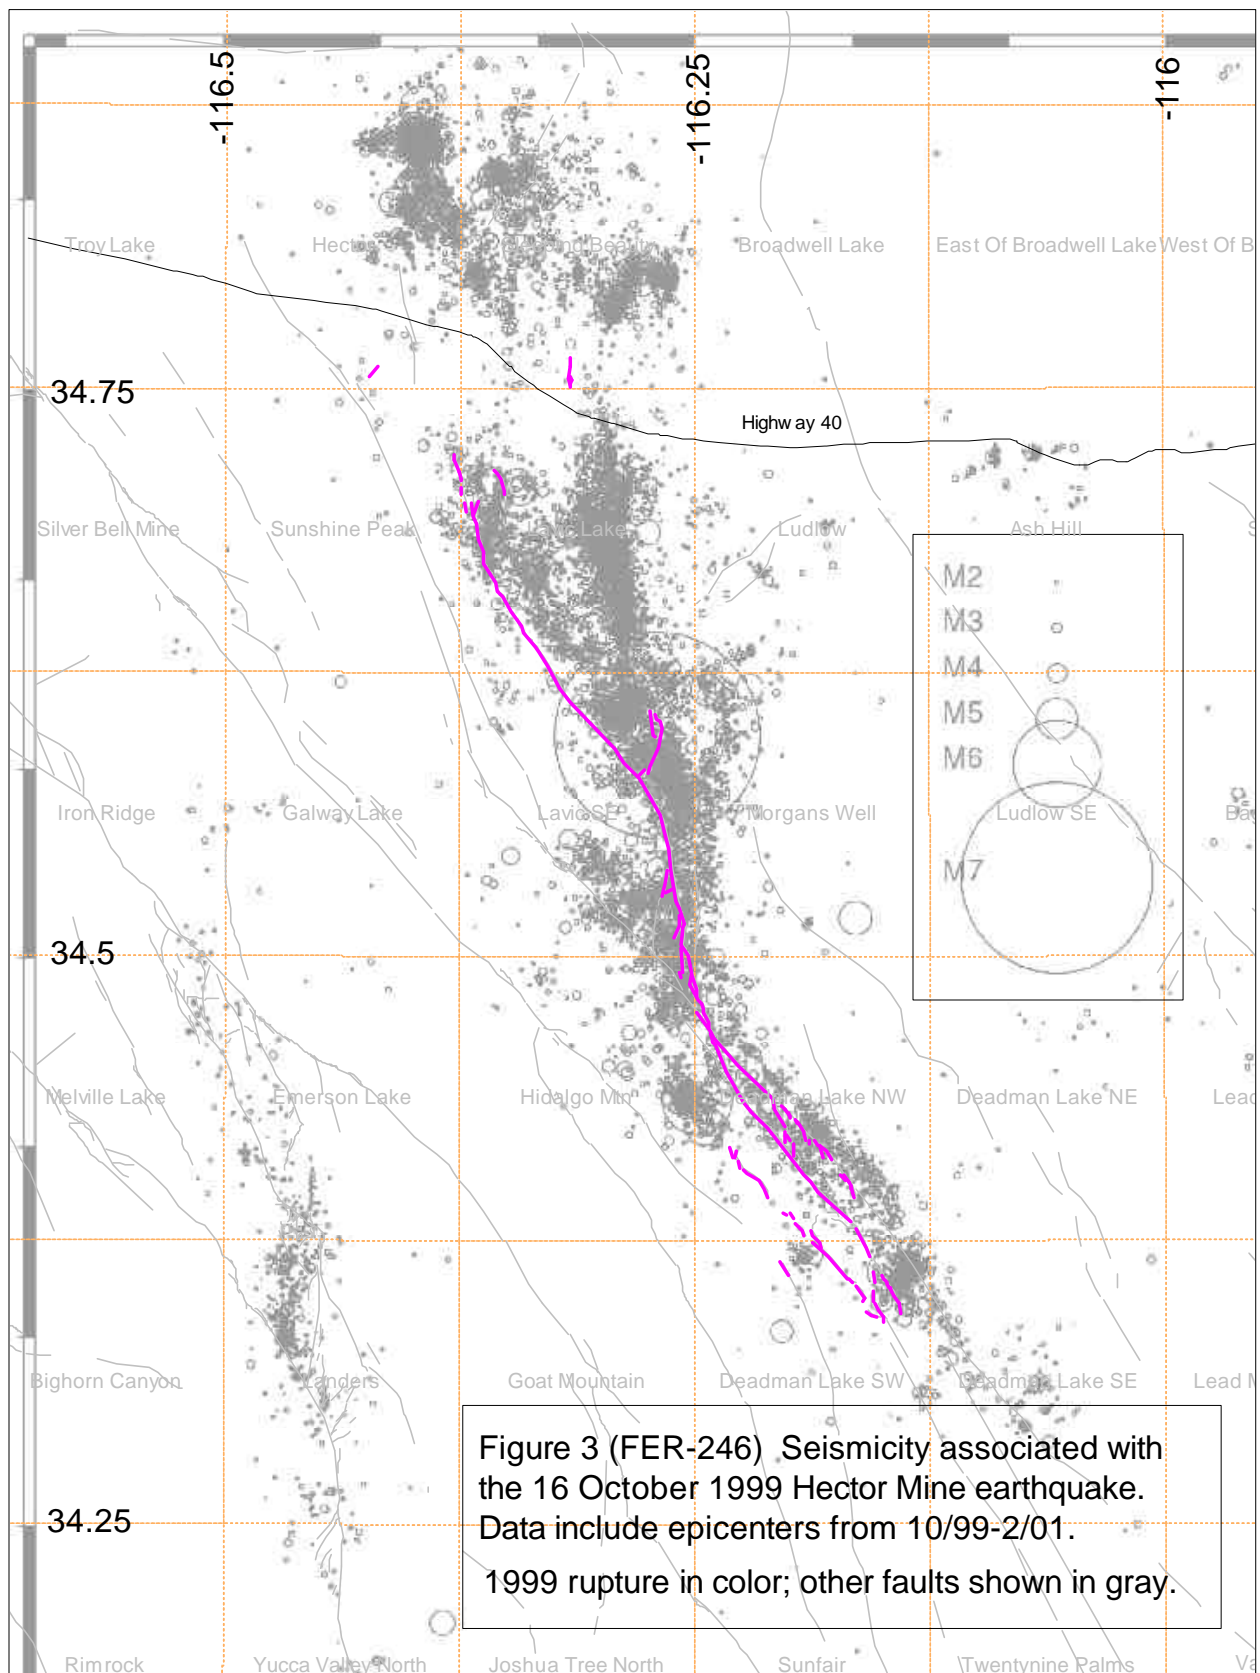 -116.5
-116.25
-116
Troy Lake
Hector
Sleeping Beauty
Broadwell Lake
East Of Broadwell Lake
West Of B
34.75
Highway 40
Silver Bell Mine
Sunshine Peak
Lavic Lake
Ludlow
Ash Hill
M2
M3
M4
M5
M6
M7
Iron Ridge
Galway Lake
Lavic SE
Morgans Well
Ludlow SE
Ba
34.5
Melville Lake
Emerson Lake
Hidalgo Mtn
Deadman Lake NW
Deadman Lake NE
Lead
Bighorn Canyon
Landers
Goat Mountain
Deadman Lake SW
Deadman Lake SE
Lead M
Figure 3 (FER-246) Seismicity associated with
the 16 October 1999 Hector Mine earthquake.
Data include epicenters from 10/99-2/01.
1999 rupture in color; other faults shown in gray.
34.25
Rimrock
Yucca Valley North
Joshua Tree North
Sunfair
Twentynine Palms
Va